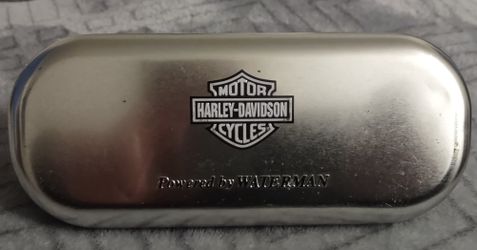 MOTOR
HARLEY-DAVIDSON
CYCLES
Powered by WATERMAN